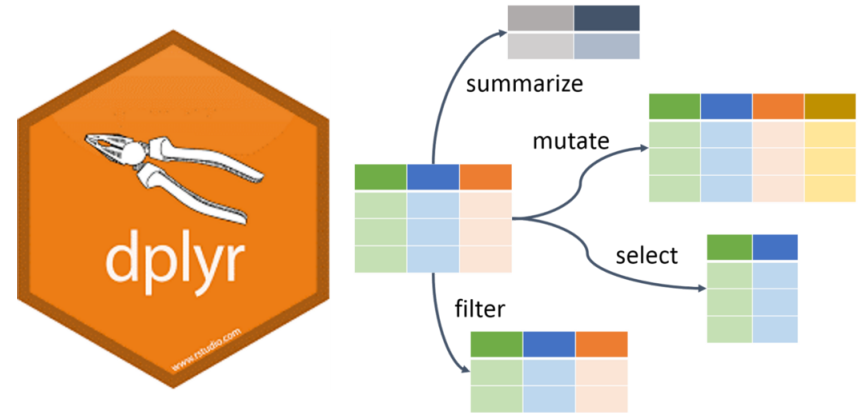 dplyr
www.rstudio.com
summarize
mutate
select
filter